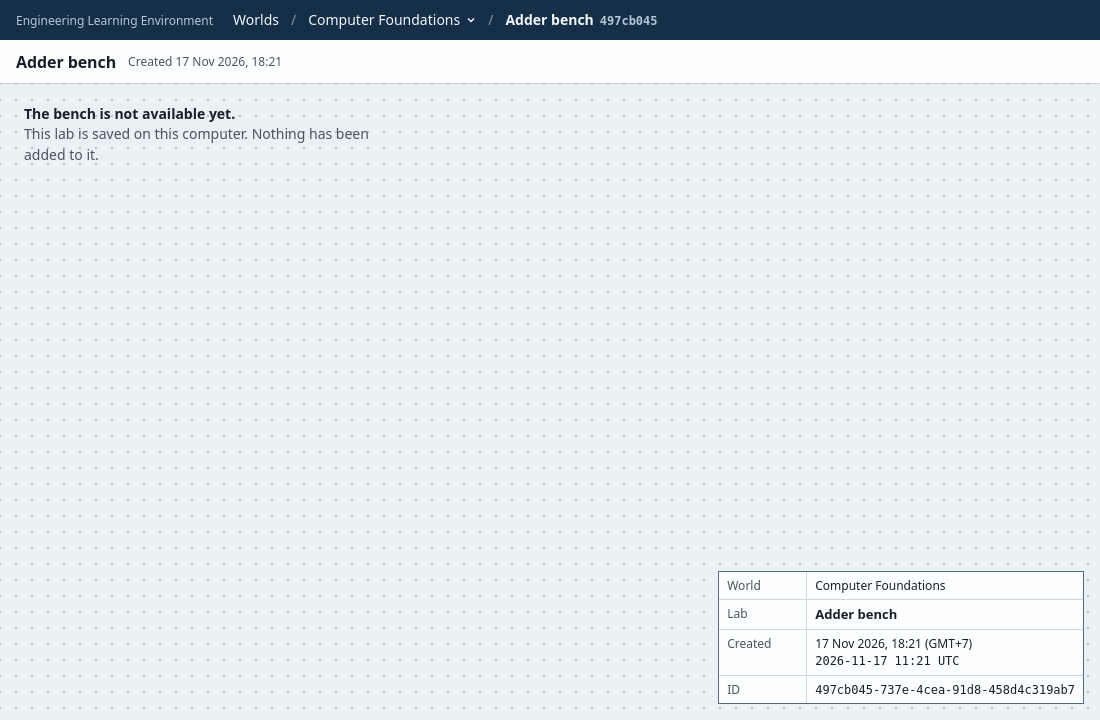 Engineering Learning Environment Worlds / Computer Foundations / Adder bench 497cb045
Adder bench Created 17 Nov 2026, 18:21
The bench is not available yet.
This lab is saved on this computer. Nothing has been
added to it.
World Computer Foundations
Lab Adder bench
Created 17 Nov 2026, 18:21 (GMT+7)
2026-11-17 11:21 UTC
ID 497cb045-737e-4cea-91d8-458d4c319ab7